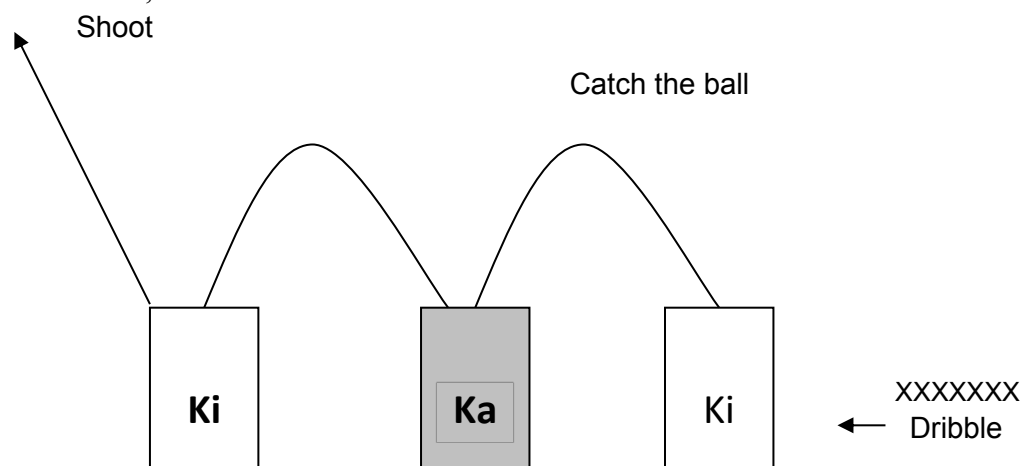 Shoot
Catch the ball
Ki
Ka
Ki
XXXXXXX
Dribble